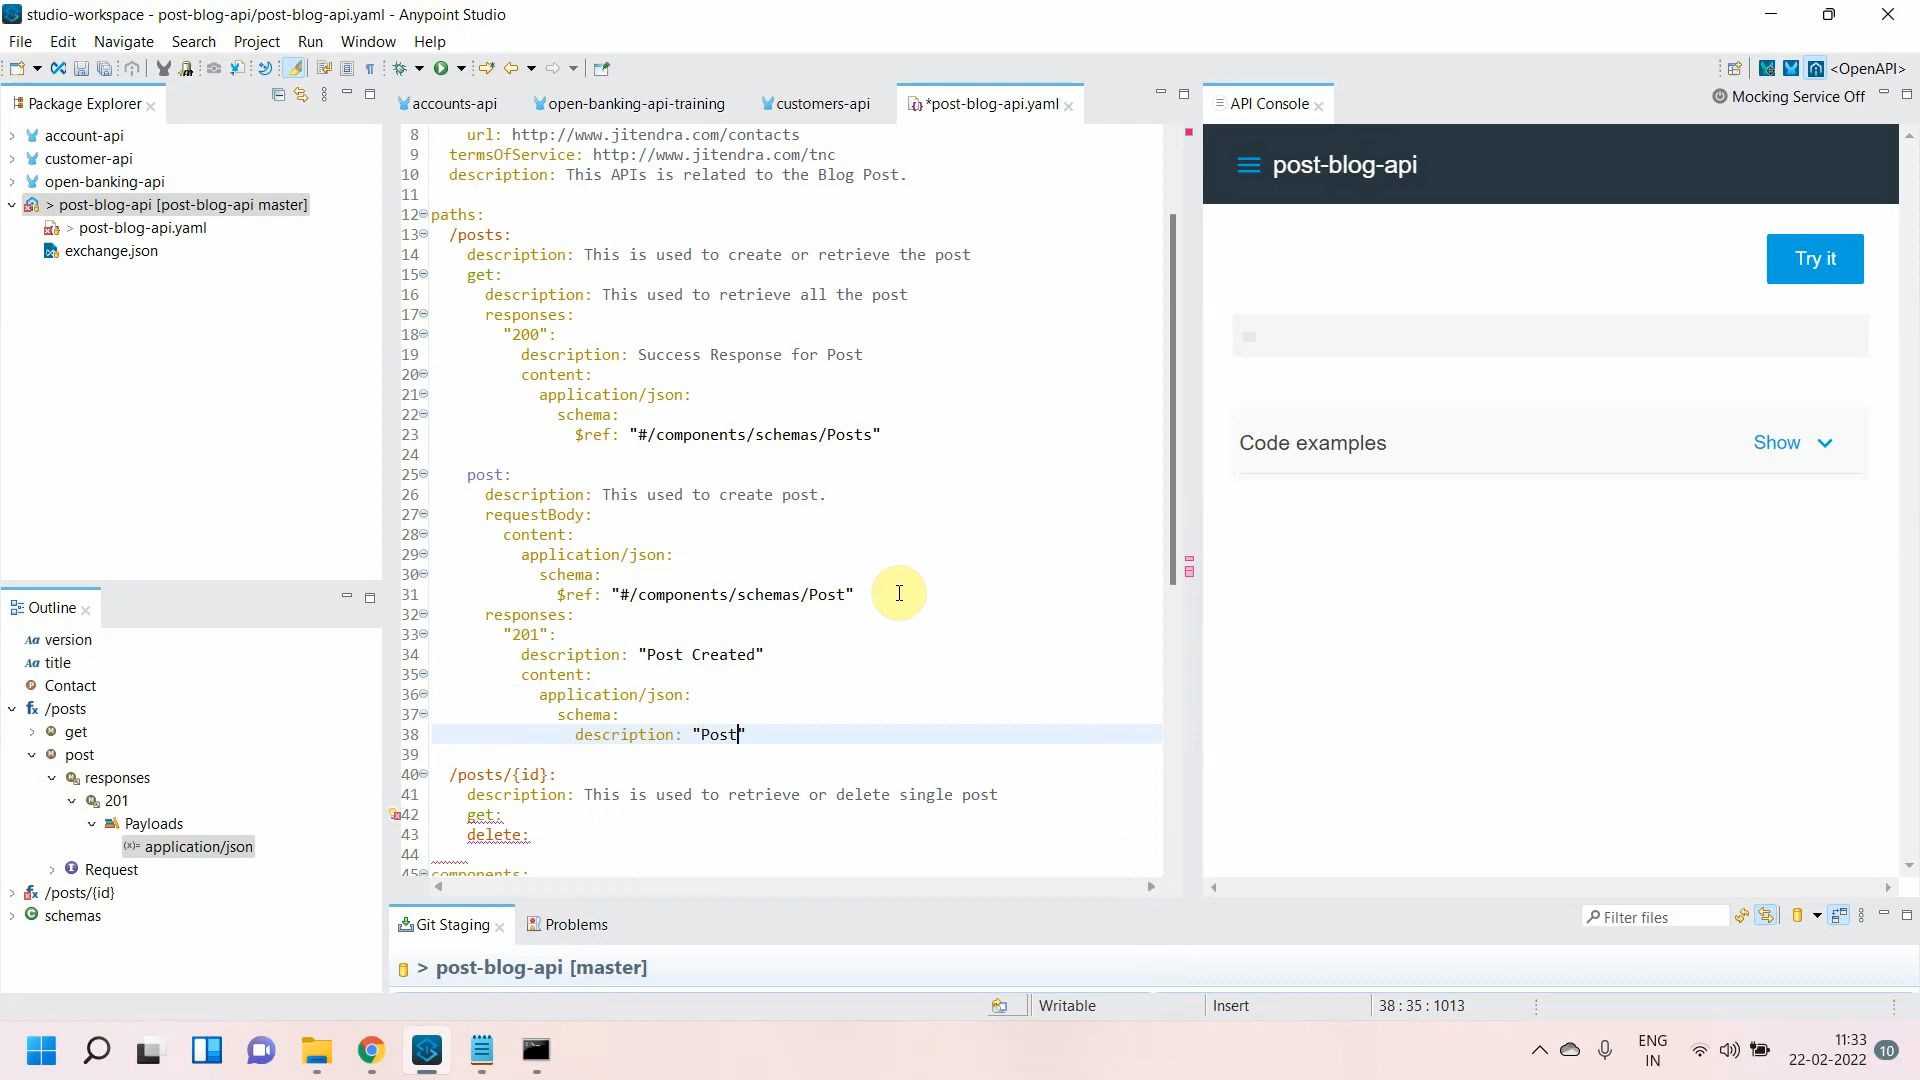 studio-workspace - post-blog-api/post-blog-api.yaml - Anypoint Studio
File Edit Navigate Search Project Run Window Help
<OpenAPI>
Package Explorer
accounts-api open-banking-api-training customers-api *post-blog-api.yaml
API Console
Mocking Service Off
account-api
customer-api
open-banking-api
> post-blog-api [post-blog-api master]
> post-blog-api.yaml
exchange.json
8 url: http://www.jitendra.com/contacts
9 termsOfService: http://www.jitendra.com/tnc
10 description: This APIs is related to the Blog Post.
11
12 paths:
13 /posts:
14 description: This is used to create or retrieve the post
15 get:
16 description: This used to retrieve all the post
17 responses:
18 "200":
19 description: Success Response for Post
20 content:
21 application/json:
22 schema:
23 $ref: "#/components/schemas/Posts"
24
25 post:
26 description: This used to create post.
27 requestBody:
28 content:
29 application/json:
30 schema:
31 $ref: "#/components/schemas/Post"
32 responses:
33 "201":
34 description: "Post Created"
35 content:
36 application/json:
37 schema:
38 description: "Post"
39
40 /posts/{id}:
41 description: This is used to retrieve or delete single post
42 get:
43 delete:
44
45 components:
post-blog-api
Try it
Code examples
Show
Outline
Aa version
Aa title
Contact
/posts
get
post
responses
201
Payloads
(x)= application/json
Request
/posts/{id}
schemas
Git Staging
Problems
Filter files
> post-blog-api [master]
Writable
Insert
38 : 35 : 1013
ENG
IN
11:33
22-02-2022
10